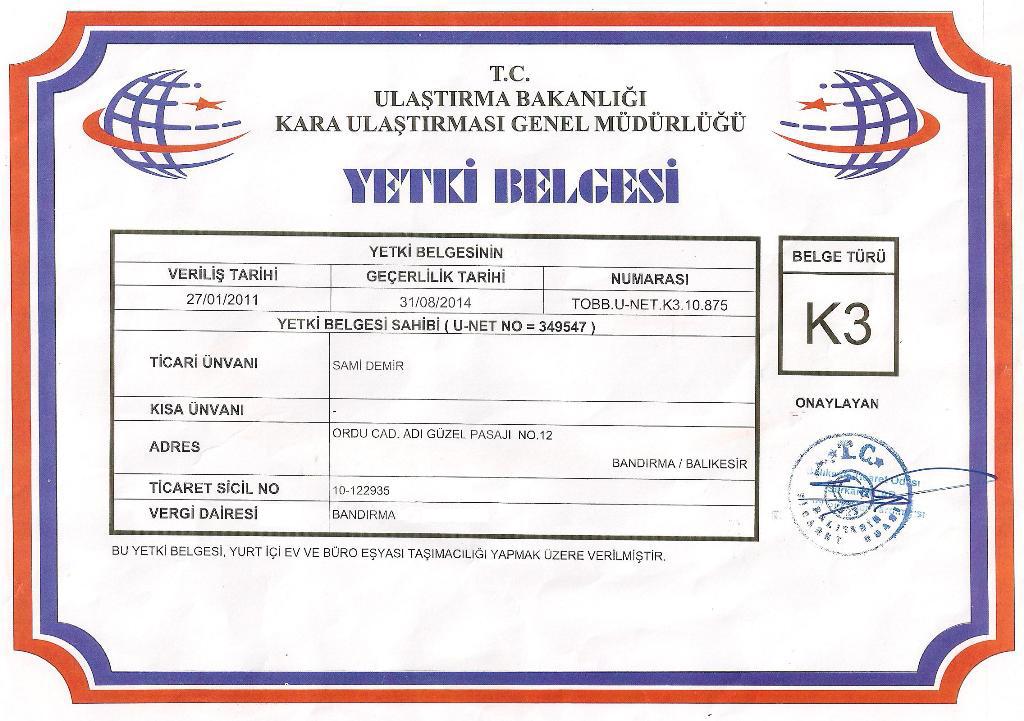 T.C.
ULAŞTIRMA BAKANLIĞI
KARA ULAŞTIRMASI GENEL MÜDÜRLÜĞÜ
YETKİ BELGESİ
YETKİ BELGESİNİN
VERİLİŞ TARİHİ GEÇERLİLİK TARİHİ NUMARASI
27/01/2011 31/08/2014 TOBB.U-NET.K3.10.875
YETKİ BELGESİ SAHİBİ ( U-NET NO = 349547 )
TİCARİ ÜNVANI SAMİ DEMİR
KISA ÜNVANI -
ADRES ORDU CAD. ADI GÜZEL PASAJI NO.12
BANDIRMA / BALIKESİR
TİCARET SİCİL NO 10-122935
VERGİ DAİRESİ BANDIRMA
BU YETKİ BELGESİ, YURT İÇİ EV VE BÜRO EŞYASI TAŞIMACILIĞI YAPMAK ÜZERE VERİLMİŞTİR.
BELGE TÜRÜ
K3
ONAYLAYAN
T.C.
BALIKESİR
TİCARET ODASI